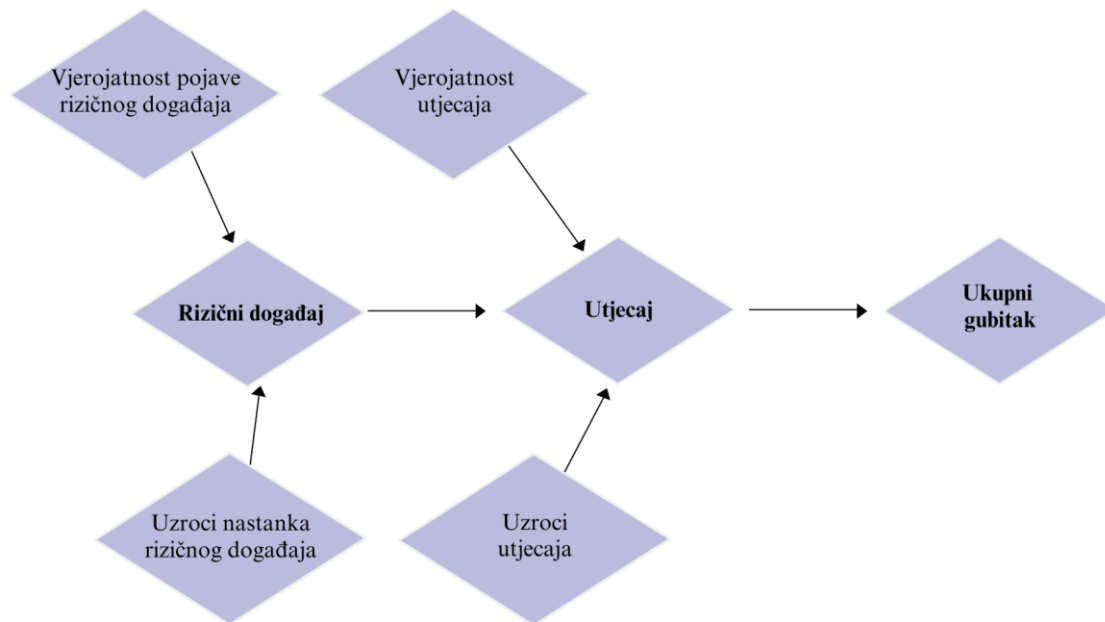 Vjerojatnost pojave
rizičnog događaja
Vjerojatnost
utjecaja
Rizični događaj
Utjecaj
Ukupni
gubitak
Uzroci nastanka
rizičnog događaja
Uzroci
utjecaja